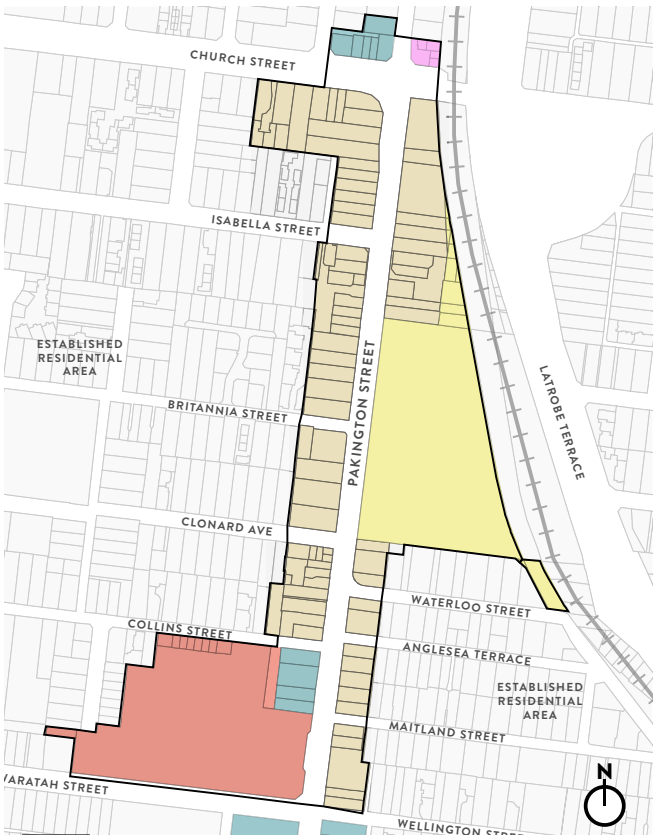 CHURCH STREET
ISABELLA STREET
ESTABLISHED
RESIDENTIAL
AREA
PAKINGTON STREET
LATROBE TERRACE
BRITANNIA STREET
CLONARD AVE
WATERLOO STREET
COLLINS STREET
ANGLESEA TERRACE
ESTABLISHED
RESIDENTIAL
AREA
MAITLAND STREET
N
WARATAH STREET
WELLINGTON STREET